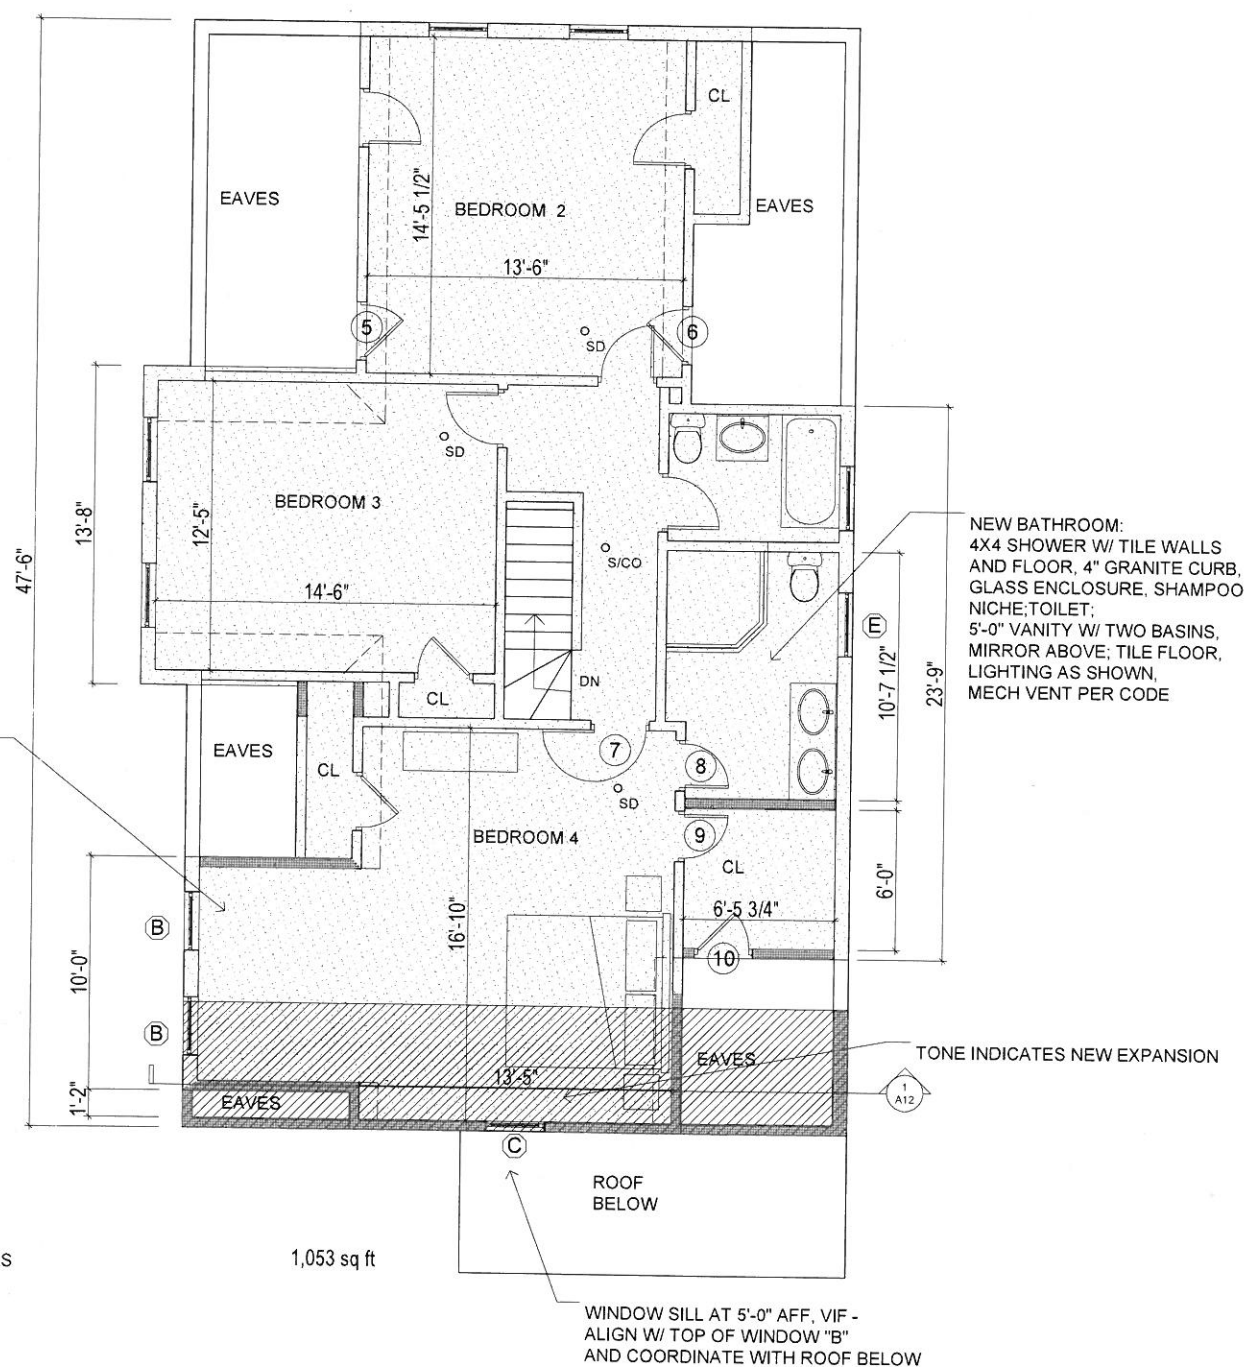 CL
EAVES
14'-5 1/2"
BEDROOM 2
EAVES
13'-6"
5
SD
6
47'-6"
13'-8"
12'-5"
SD
BEDROOM 3
14'-6"
S/CO
DN
CL
NEW BATHROOM:
4X4 SHOWER W/ TILE WALLS
AND FLOOR, 4" GRANITE CURB,
GLASS ENCLOSURE, SHAMPOO
NICHE;TOILET;
5'-0" VANITY W/ TWO BASINS,
MIRROR ABOVE; TILE FLOOR,
LIGHTING AS SHOWN,
MECH VENT PER CODE
E
10'-7 1/2"
23'-9"
EAVES
CL
7
8
SD
BEDROOM 4
9
CL
6'-0"
6'-5 3/4"
16'-10"
10
B
10'-0"
B
EAVES
TONE INDICATES NEW EXPANSION
13'-5"
1
A12
1'-2"
EAVES
C
ROOF
BELOW
S
1,053 sq ft
WINDOW SILL AT 5'-0" AFF, VIF -
ALIGN W/ TOP OF WINDOW "B"
AND COORDINATE WITH ROOF BELOW